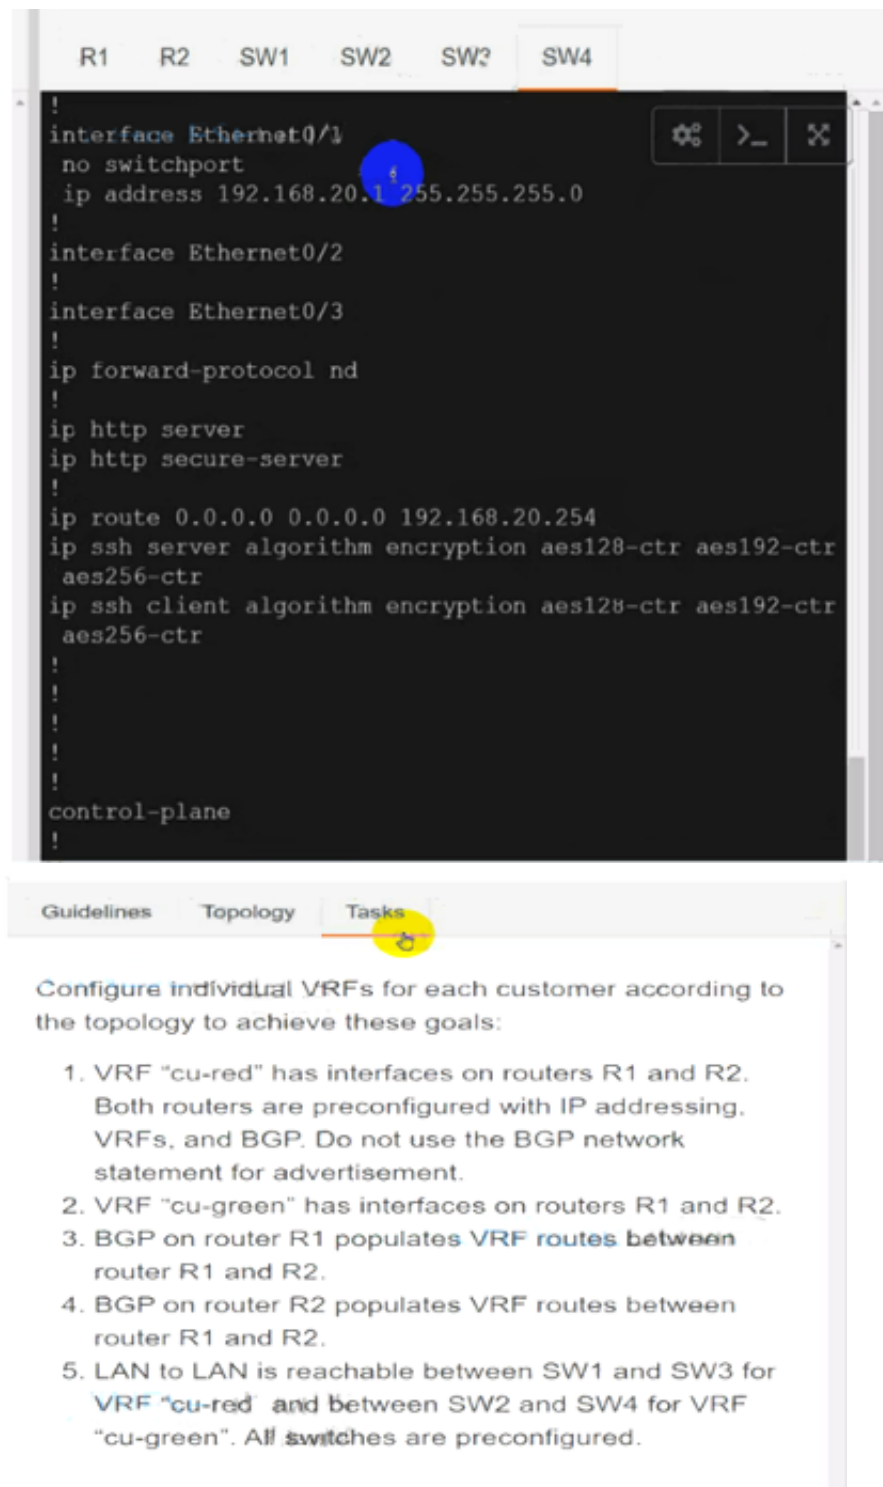 R1 R2 SW1 SW2 SW3 SW4
!
interface Ethernet0/1
no switchport
ip address 192.168.20.1 255.255.255.0
!
interface Ethernet0/2
!
interface Ethernet0/3
!
ip forward-protocol nd
!
ip http server
ip http secure-server
!
ip route 0.0.0.0 0.0.0.0 192.168.20.254
ip ssh server algorithm encryption aes128-ctr aes192-ctr
aes256-ctr
ip ssh client algorithm encryption aes128-ctr aes192-ctr
aes256-ctr
!
!
!
!
!
control-plane
!
Guidelines Topology Tasks
Configure individual VRFs for each customer according to
the topology to achieve these goals:
1. VRF "cu-red" has interfaces on routers R1 and R2.
Both routers are preconfigured with IP addressing,
VRFs, and BGP. Do not use the BGP network
statement for advertisement.
2. VRF "cu-green" has interfaces on routers R1 and R2.
3. BGP on router R1 populates VRF routes between
router R1 and R2.
4. BGP on router R2 populates VRF routes between
router R1 and R2.
5. LAN to LAN is reachable between SW1 and SW3 for
VRF "cu-red" and between SW2 and SW4 for VRF
"cu-green". All switches are preconfigured.